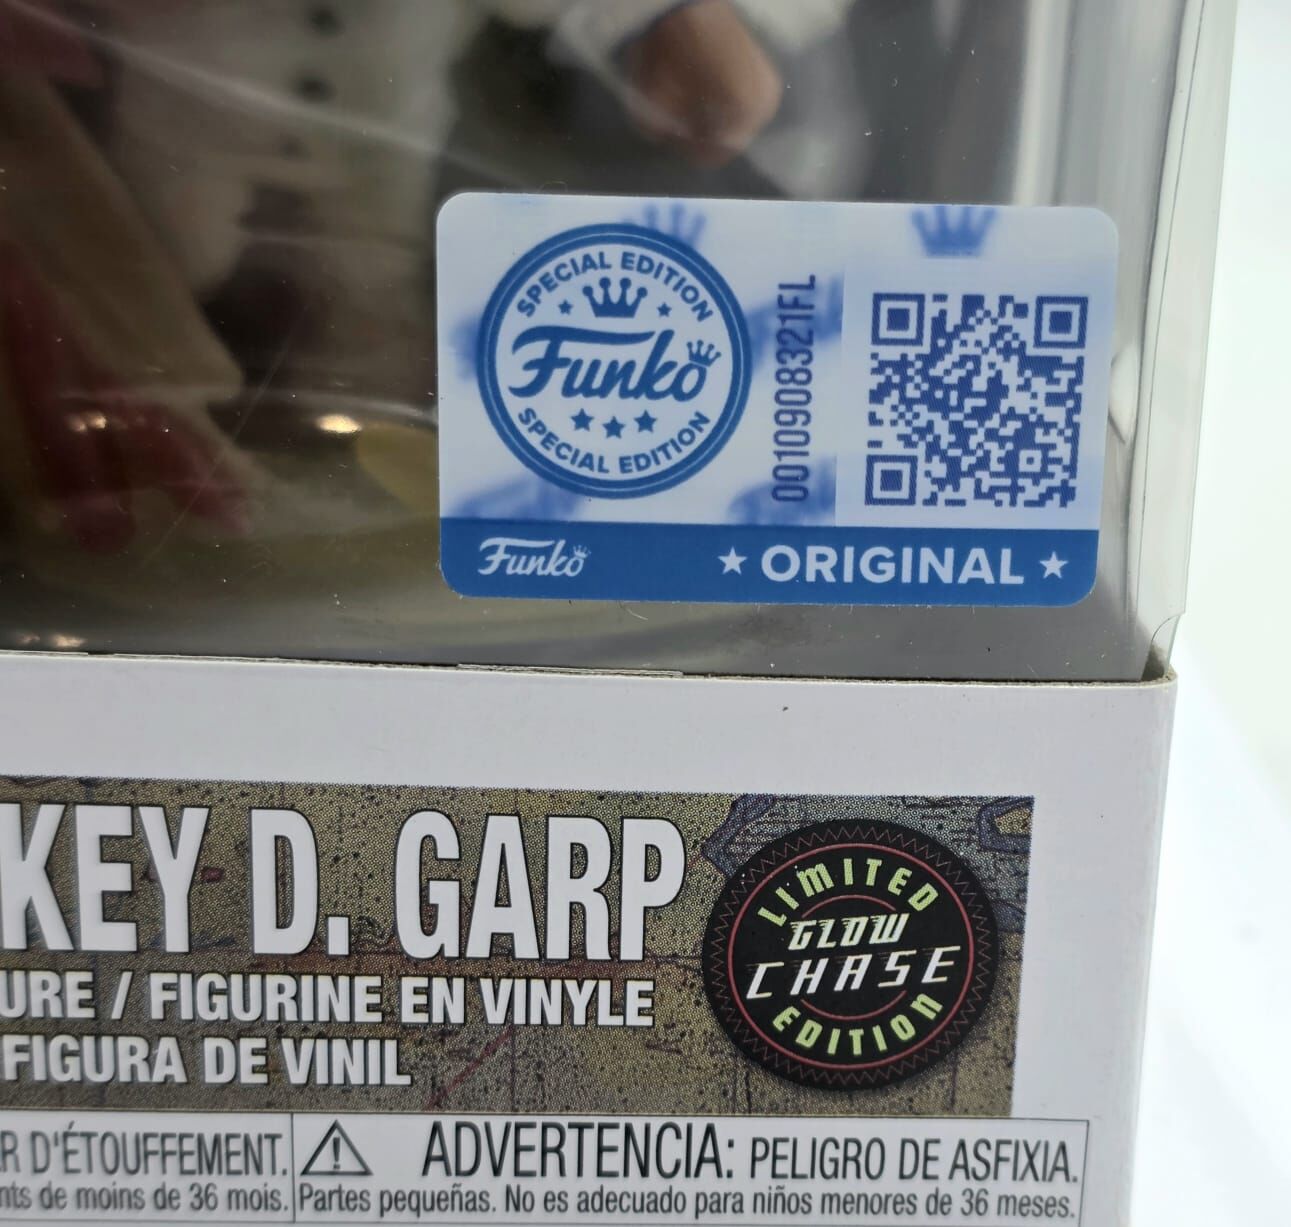 SPECIAL EDITION
Funko
SPECIAL EDITION
0010908321FL
Funko
★ ORIGINAL ★
KEY D. GARP
URE / FIGURINE EN VINYLE
FIGURA DE VINIL
LIMITED
GLOW
CHASE
EDITION
R D'ÉTOUFFEMENT.
nts de moins de 36 mois.
ADVERTENCIA: PELIGRO DE ASFIXIA.
Partes pequeñas. No es adecuado para niños menores de 36 meses.